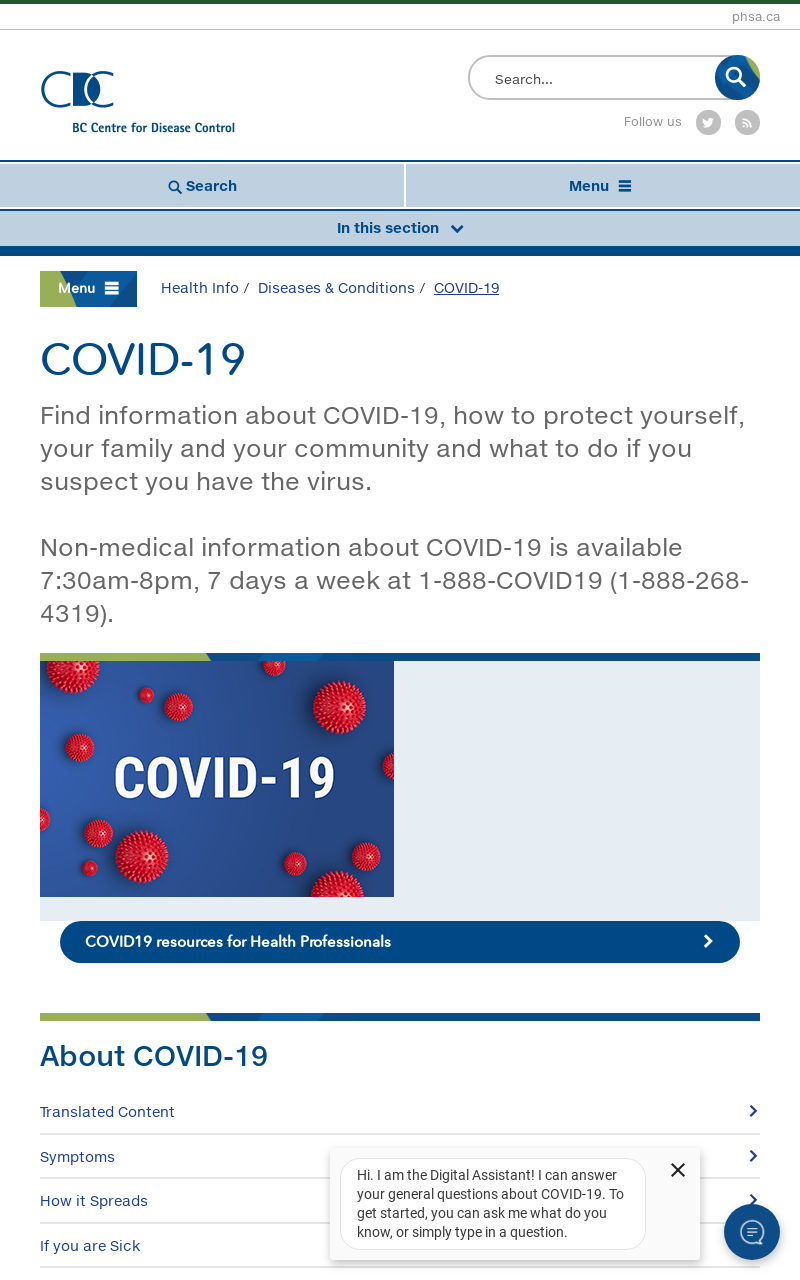 phsa.ca
Search...
CDC
BC Centre for Disease Control
Follow us
Search
Menu
In this section
Menu
Health Info / Diseases & Conditions / COVID-19
COVID-19
Find information about COVID-19, how to protect yourself,
your family and your community and what to do if you
suspect you have the virus.
Non-medical information about COVID-19 is available
7:30am-8pm, 7 days a week at 1-888-COVID19 (1-888-268-
4319).
COVID-19
COVID19 resources for Health Professionals
About COVID-19
Translated Content
Symptoms
How it Spreads
If you are Sick
Hi. I am the Digital Assistant! I can answer
your general questions about COVID-19. To
get started, you can ask me what do you
know, or simply type in a question.